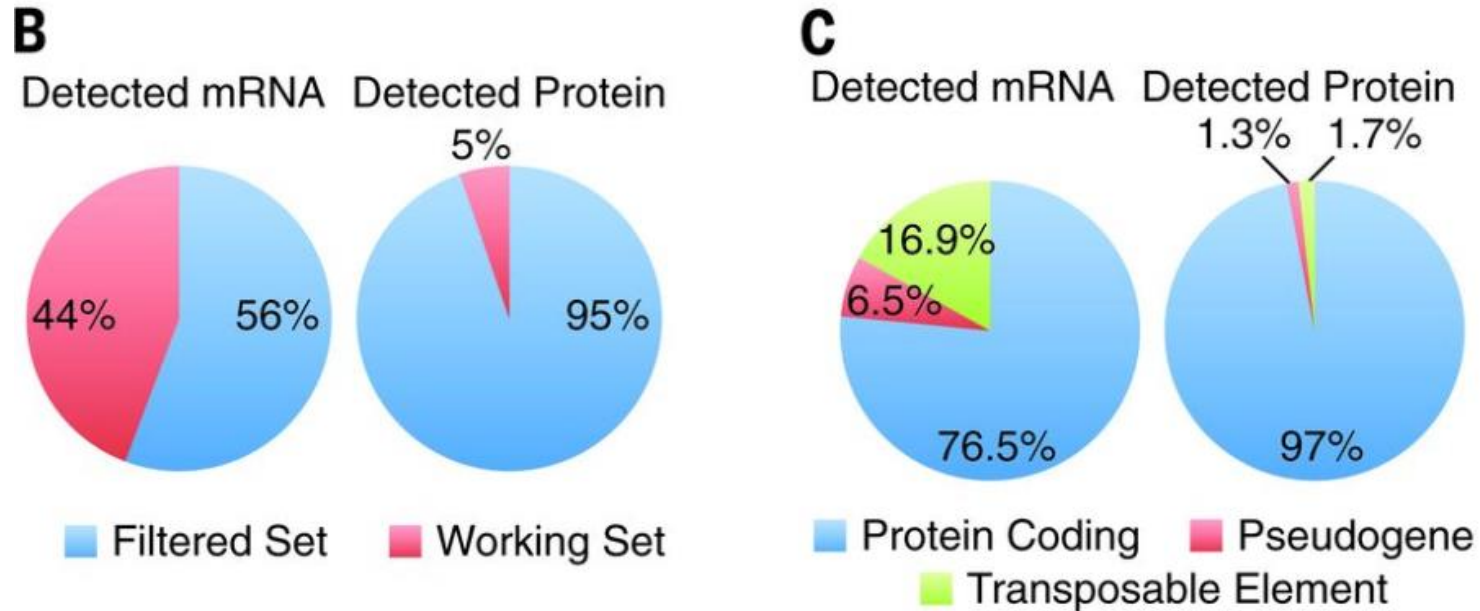 B
Detected mRNA
Detected Protein
5%
44%
56%
95%
Filtered Set
Working Set
C
Detected mRNA
Detected Protein
1.3%
1.7%
16.9%
6.5%
76.5%
97%
Protein Coding
Pseudogene
Transposable Element